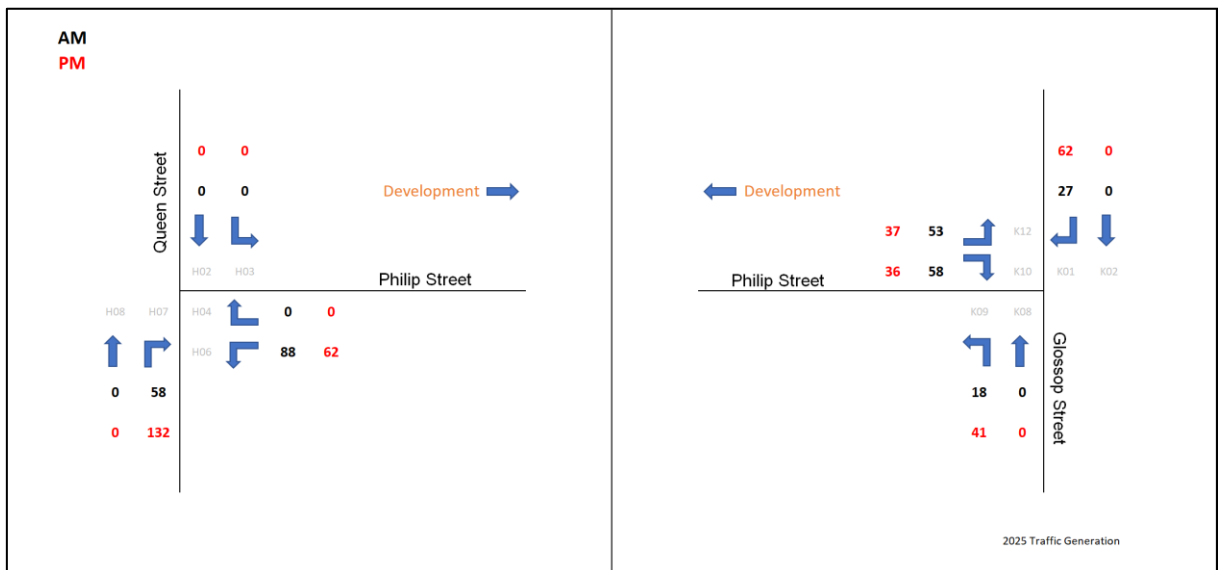 AM
PM
Queen Street
0 0
0 0
H02 H03
Development
Philip Street
H08 H07 H04 0 0
H06 88 62
0 58
0 132
62 0
27 0
Development
37 53 K12
36 58 K10 K01 K02
Philip Street
K09 K08
Glossop Street
18 0
41 0
2025 Traffic Generation